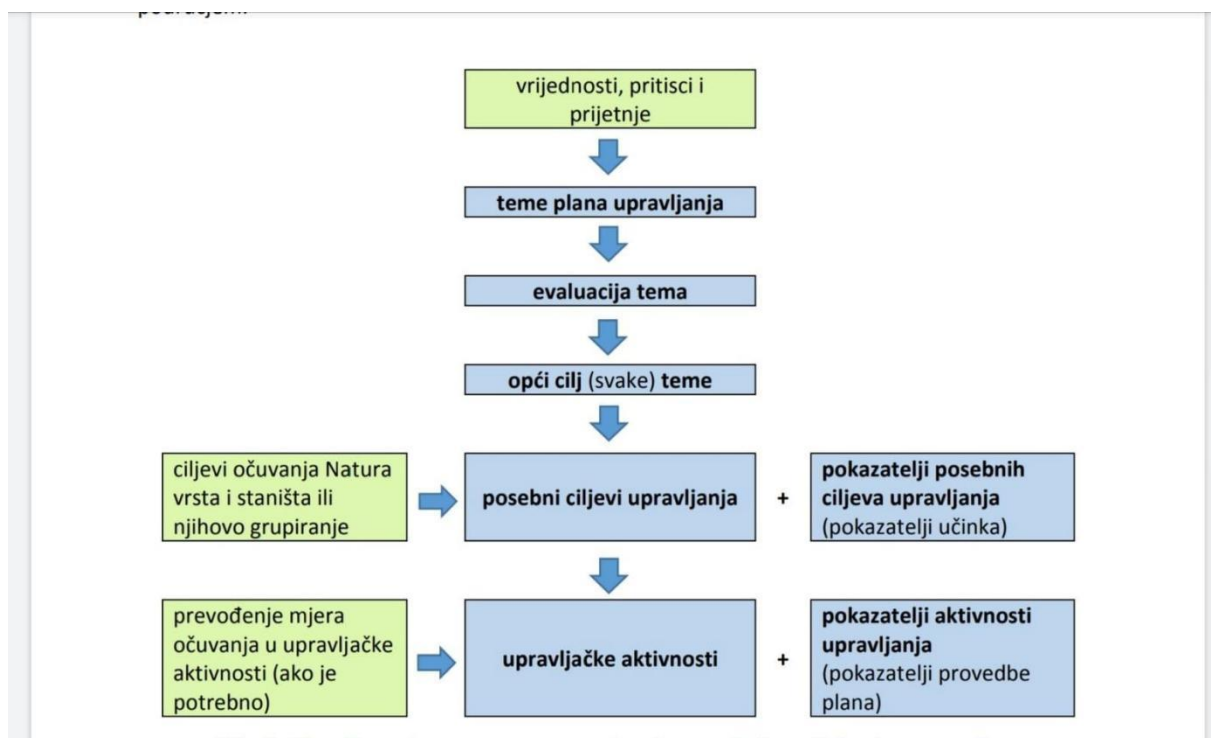 vrijednosti, pritisci i
prijetnje
teme plana upravljanja
evaluacija tema
opći cilj (svake) teme
ciljevi očuvanja Natura
vrsta i staništa ili
njihovo grupiranje
posebni ciljevi upravljanja
+
pokazatelji posebnih
ciljeva upravljanja
(pokazatelji učinka)
prevođenje mjera
očuvanja u upravljačke
aktivnosti (ako je
potrebno)
upravljačke aktivnosti
+
pokazatelji aktivnosti
upravljanja
(pokazatelji provedbe
plana)